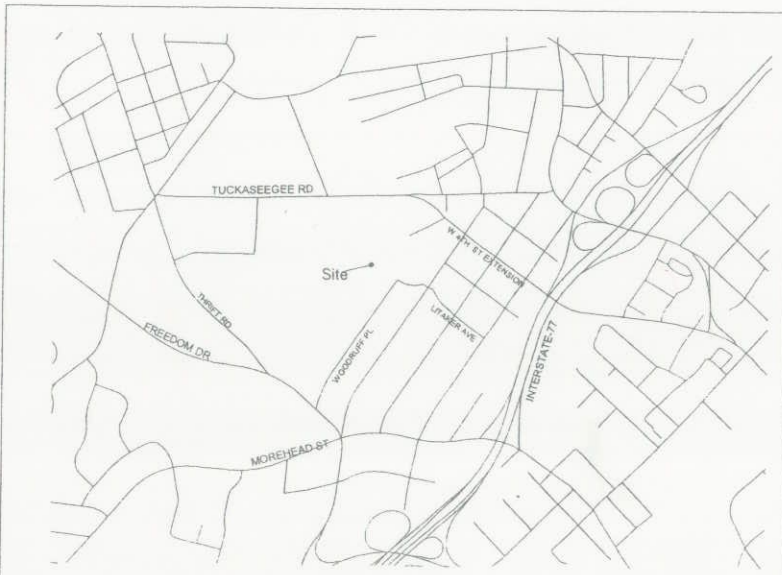 TUCKASEEGEE RD
W 4TH ST EXTENSION
Site
THRIFT RD
LITAKER AVE
FREEDOM DR
WOODRUFF PL
INTERSTATE-77
MOREHEAD ST